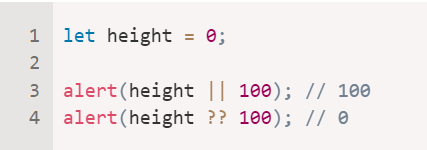 1 let height = 0;
2
3 alert(height || 100); // 100
4 alert(height ?? 100); // 0